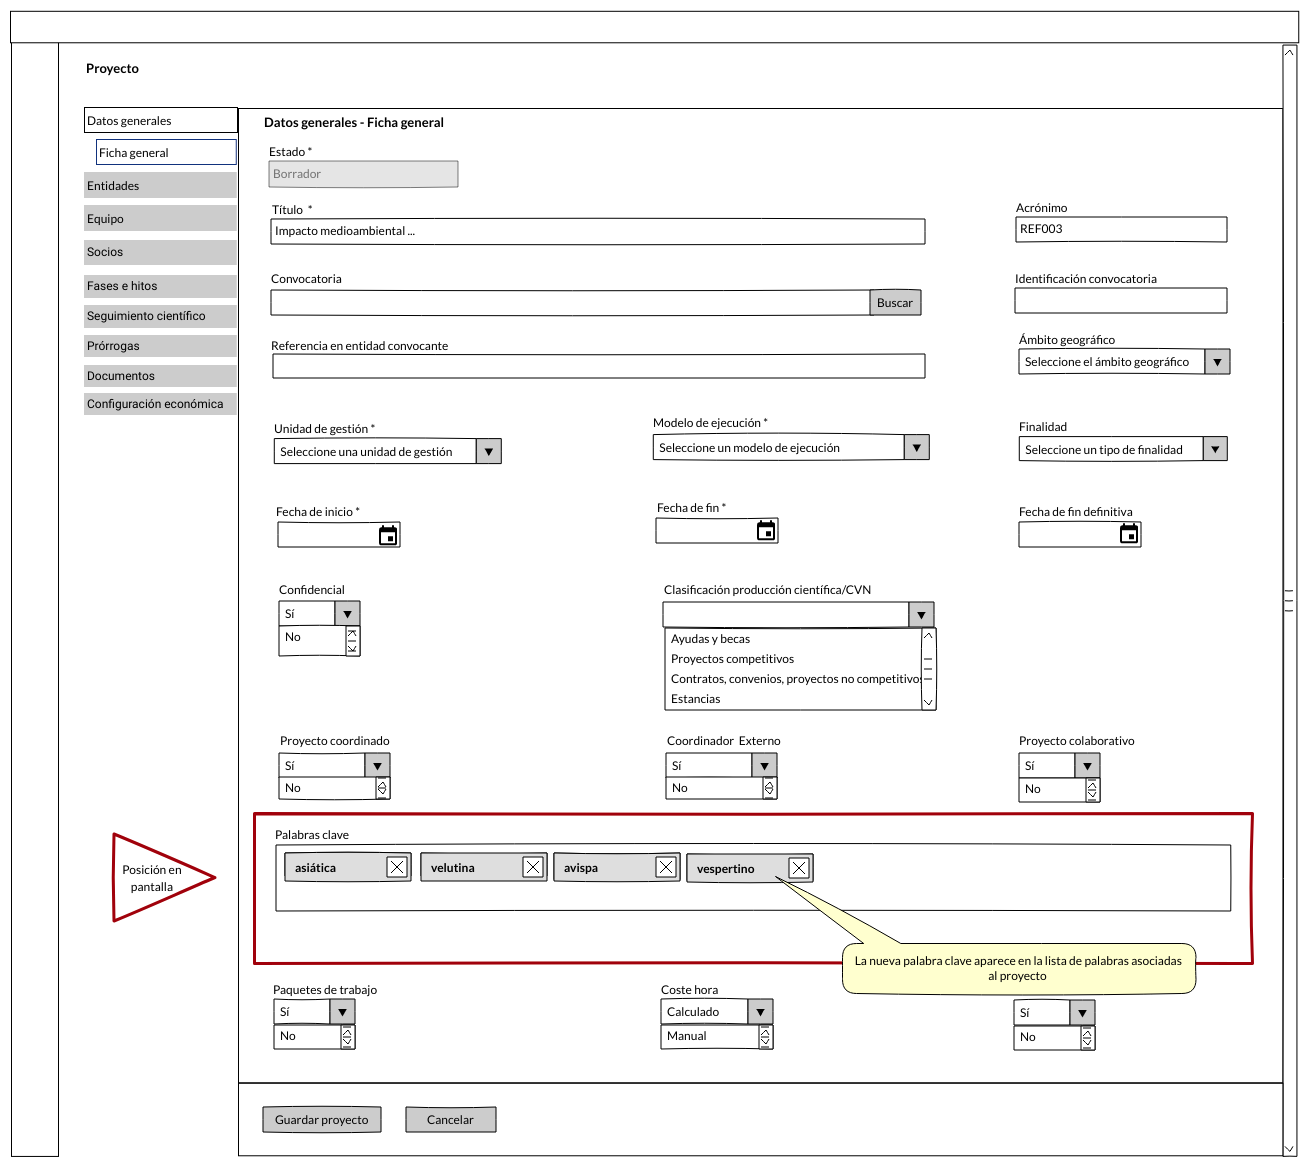 Proyecto
Datos generales
Ficha general
Entidades
Equipo
Socios
Fases e hitos
Seguimiento científico
Prórrogas
Documentos
Configuración económica
Datos generales - Ficha general
Estado *
Borrador
Título *
Acrónimo
Impacto medioambiental ...
REF003
Convocatoria
Identificación convocatoria
Buscar
Referencia en entidad convocante
Ámbito geográfico
Seleccione el ámbito geográfico
Unidad de gestión *
Modelo de ejecución *
Finalidad
Seleccione una unidad de gestión
Seleccione un modelo de ejecución
Seleccione un tipo de finalidad
Fecha de inicio *
Fecha de fin *
Fecha de fin definitiva
Confidencial
Clasificación producción científica/CVN
Sí
No
Ayudas y becas
Proyectos competitivos
Contratos, convenios, proyectos no competitivos
Estancias
Proyecto coordinado
Coordinador Externo
Proyecto colaborativo
Sí
Sí
Sí
No
No
No
Palabras clave
asiática
velutina
avispa
vespertino
Posición en
pantalla
La nueva palabra clave aparece en la lista de palabras asociadas
al proyecto
Paquetes de trabajo
Coste hora
Sí
Calculado
Sí
No
Manual
No
Guardar proyecto
Cancelar